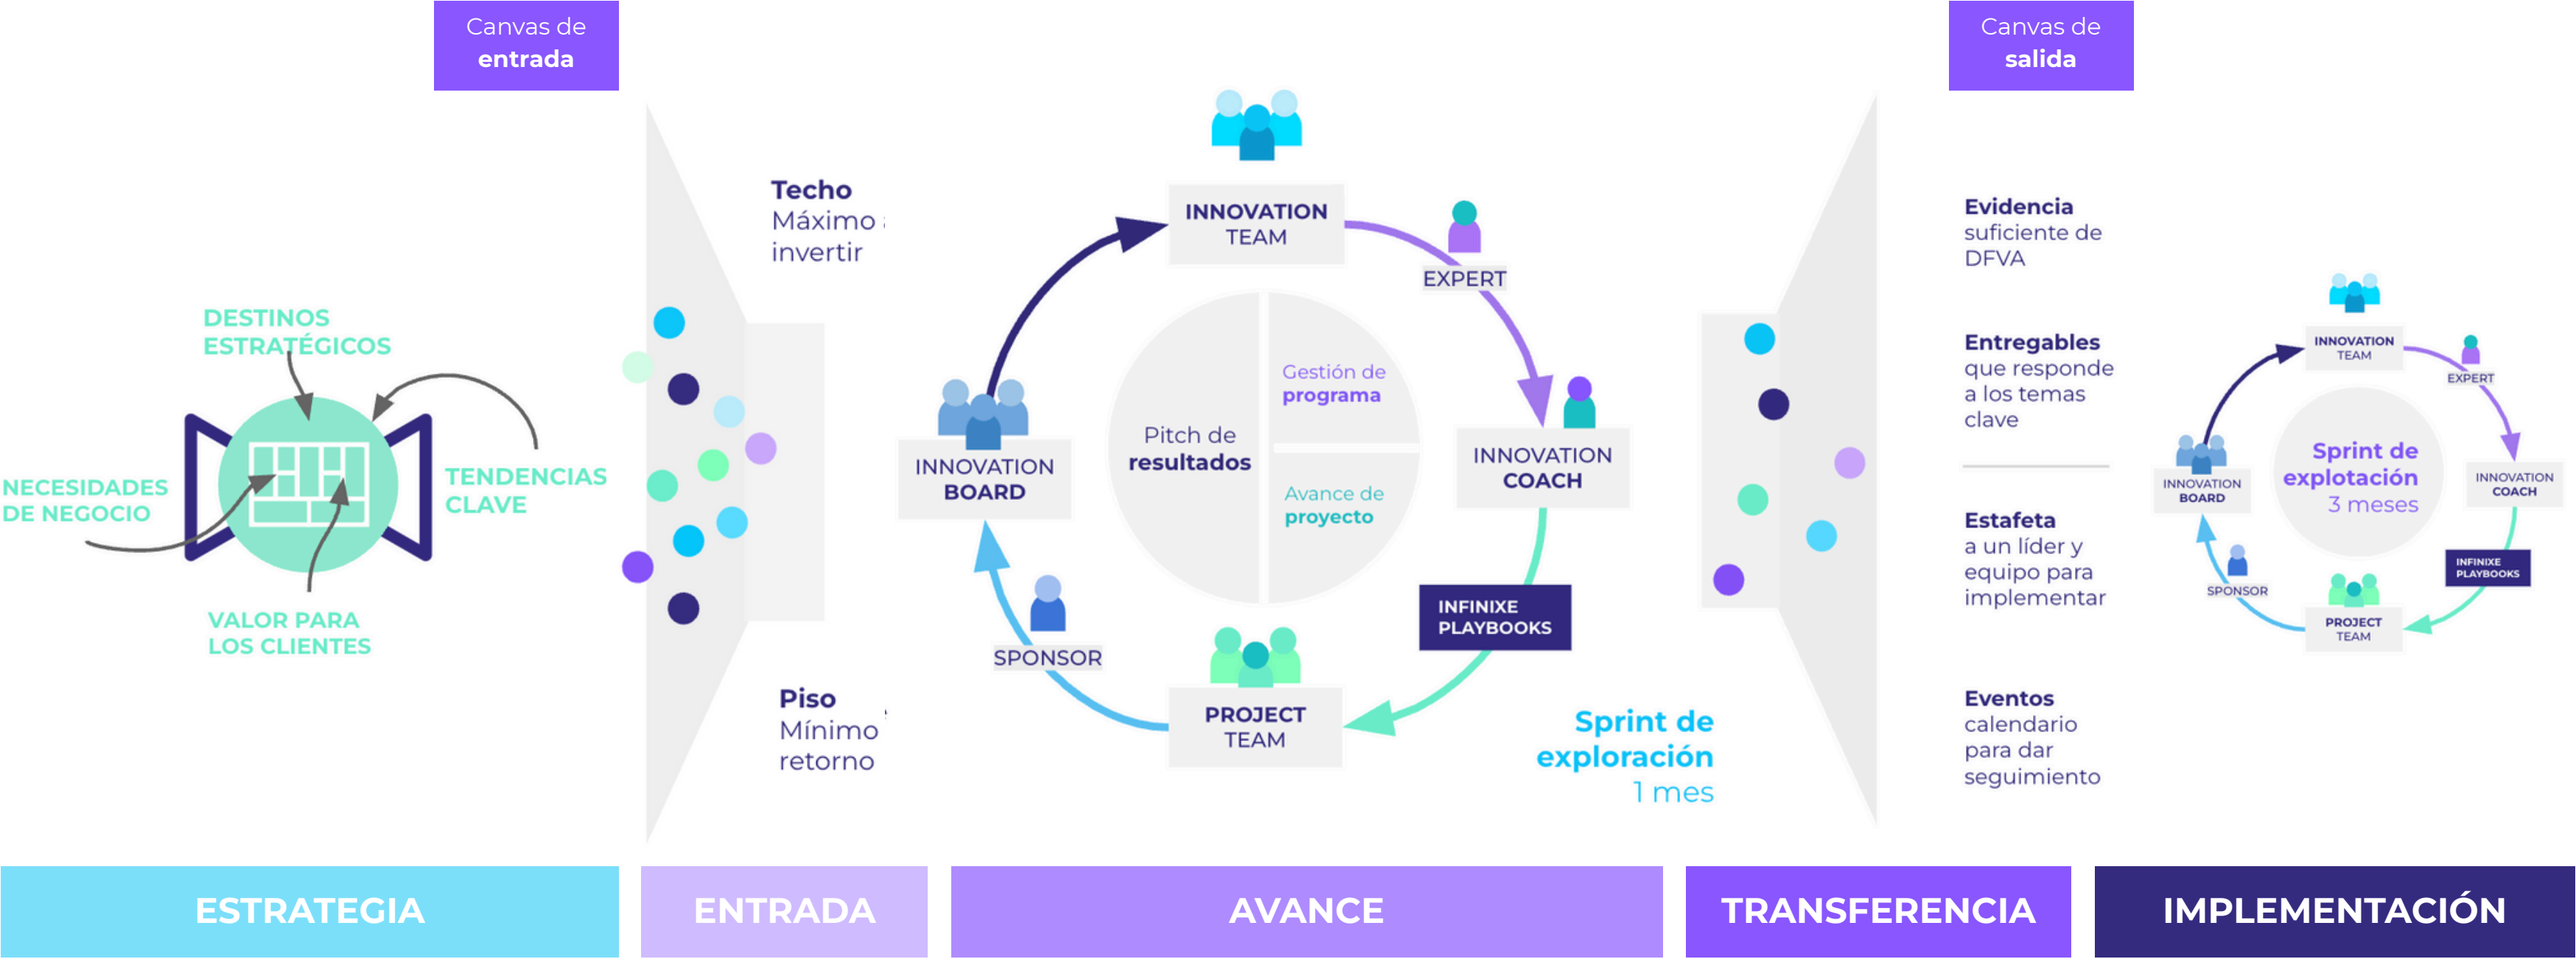 Canvas de
entrada
Canvas de
salida
DESTINOS
ESTRATÉGICOS
NECESIDADES
DE NEGOCIO
TENDENCIAS
CLAVE
VALOR PARA
LOS CLIENTES
Techo
Máximo
invertir
Piso
Mínimo
retorno
INNOVATION
TEAM
EXPERT
INNOVATION
COACH
INFINIXE
PLAYBOOKS
PROJECT
TEAM
SPONSOR
INNOVATION
BOARD
Pitch de
resultados
Gestión de
programa
Avance de
proyecto
Sprint de
exploración
1 mes
Evidencia
suficiente de
DFVA
Entregables
que responde
a los temas
clave
Estafeta
a un líder y
equipo para
implementar
Eventos
calendario
para dar
seguimiento
INNOVATION
TEAM
EXPERT
INNOVATION
COACH
INFINIXE
PLAYBOOKS
PROJECT
TEAM
SPONSOR
INNOVATION
BOARD
Sprint de
explotación
3 meses
ESTRATEGIA
ENTRADA
AVANCE
TRANSFERENCIA
IMPLEMENTACIÓN